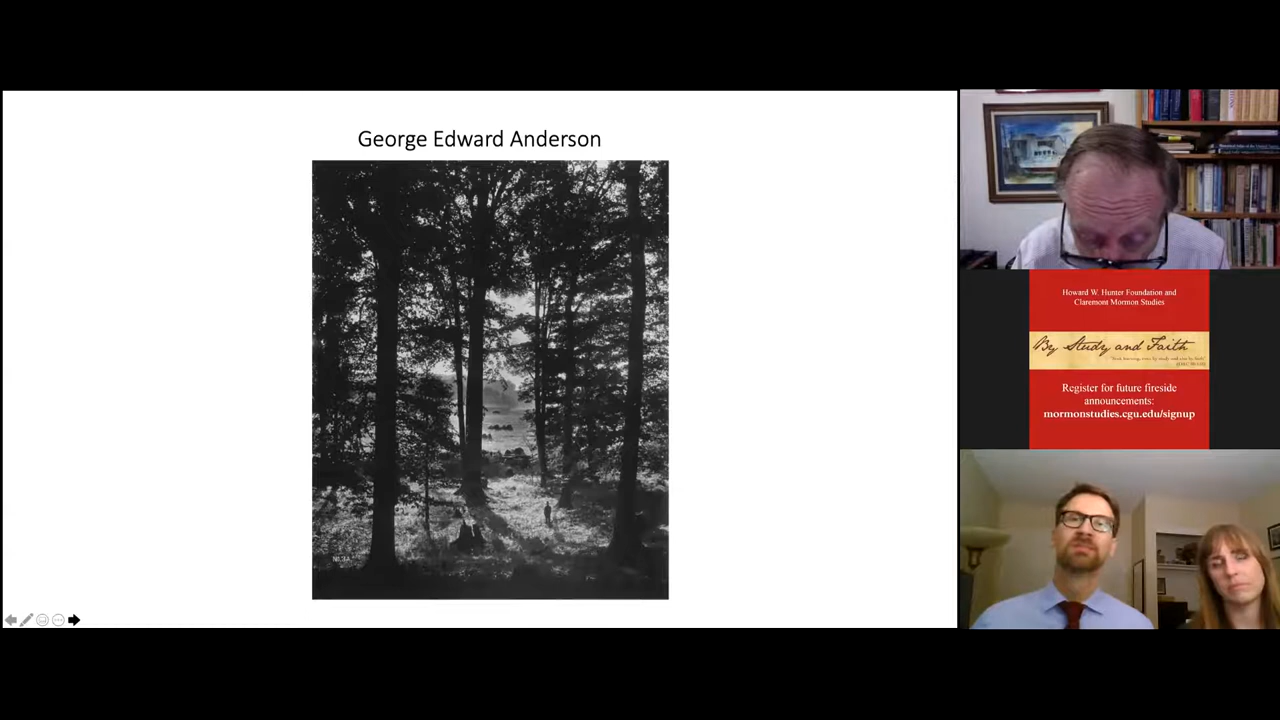 George Edward Anderson
Howard W. Hunter Foundation and
Claremont Mormon Studies
By Study and Faith
Register for future fireside
announcements:
mormonstudies.cgu.edu/signup